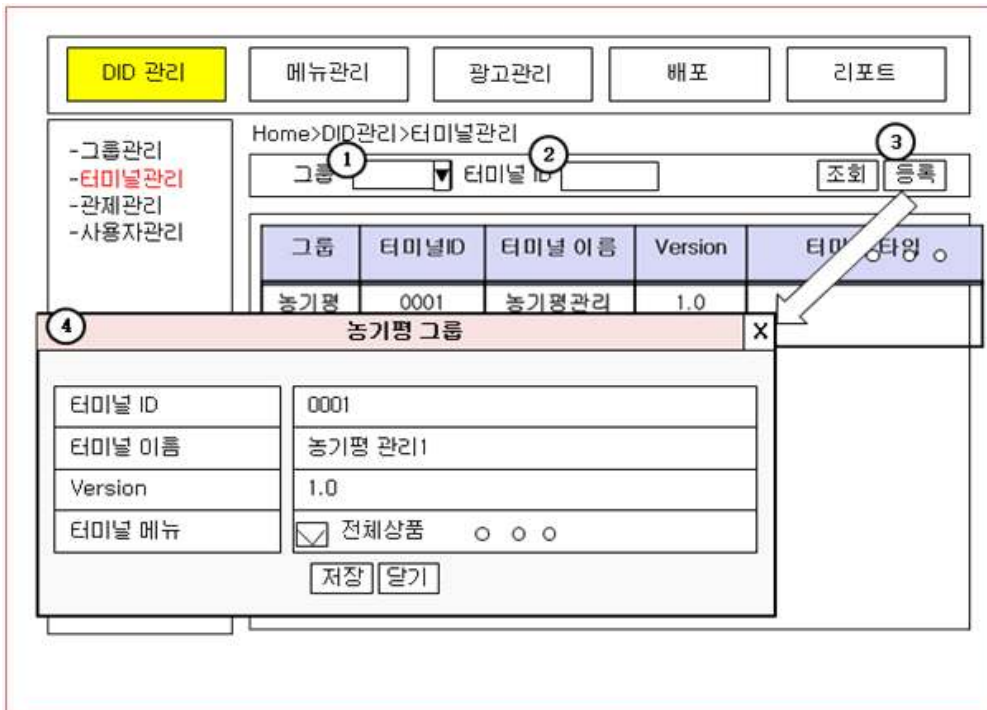 DID 관리 메뉴관리 광고관리 배포 리포트
-그룹관리
-터미널관리
-관제관리
-사용자관리
Home>DID관리>터미널관리
1 2 3
그룹 터미널 ID 조회 등록
그룹 터미널ID 터미널 이름 Version
농기평 0001 농기평관리 1.0
4 농기평 그룹 X
터미널 ID 0001
터미널 이름 농기평 관리1
Version 1.0
터미널 메뉴 전체상품
저장 닫기